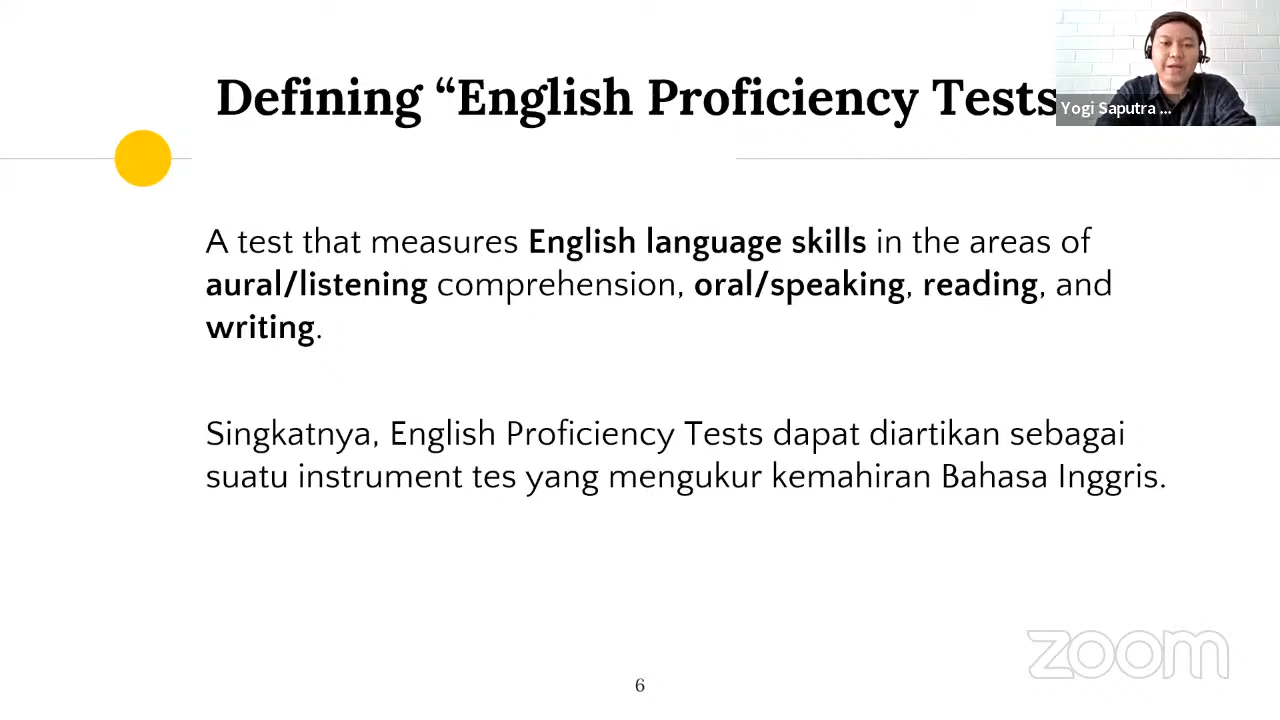 Defining “English Proficiency Tests
Yogi Saputra ...
A test that measures English language skills in the areas of
aural/listening comprehension, oral/speaking, reading, and
writing.
Singkatnya, English Proficiency Tests dapat diartikan sebagai
suatu instrument tes yang mengukur kemahiran Bahasa Inggris.
zoom
6